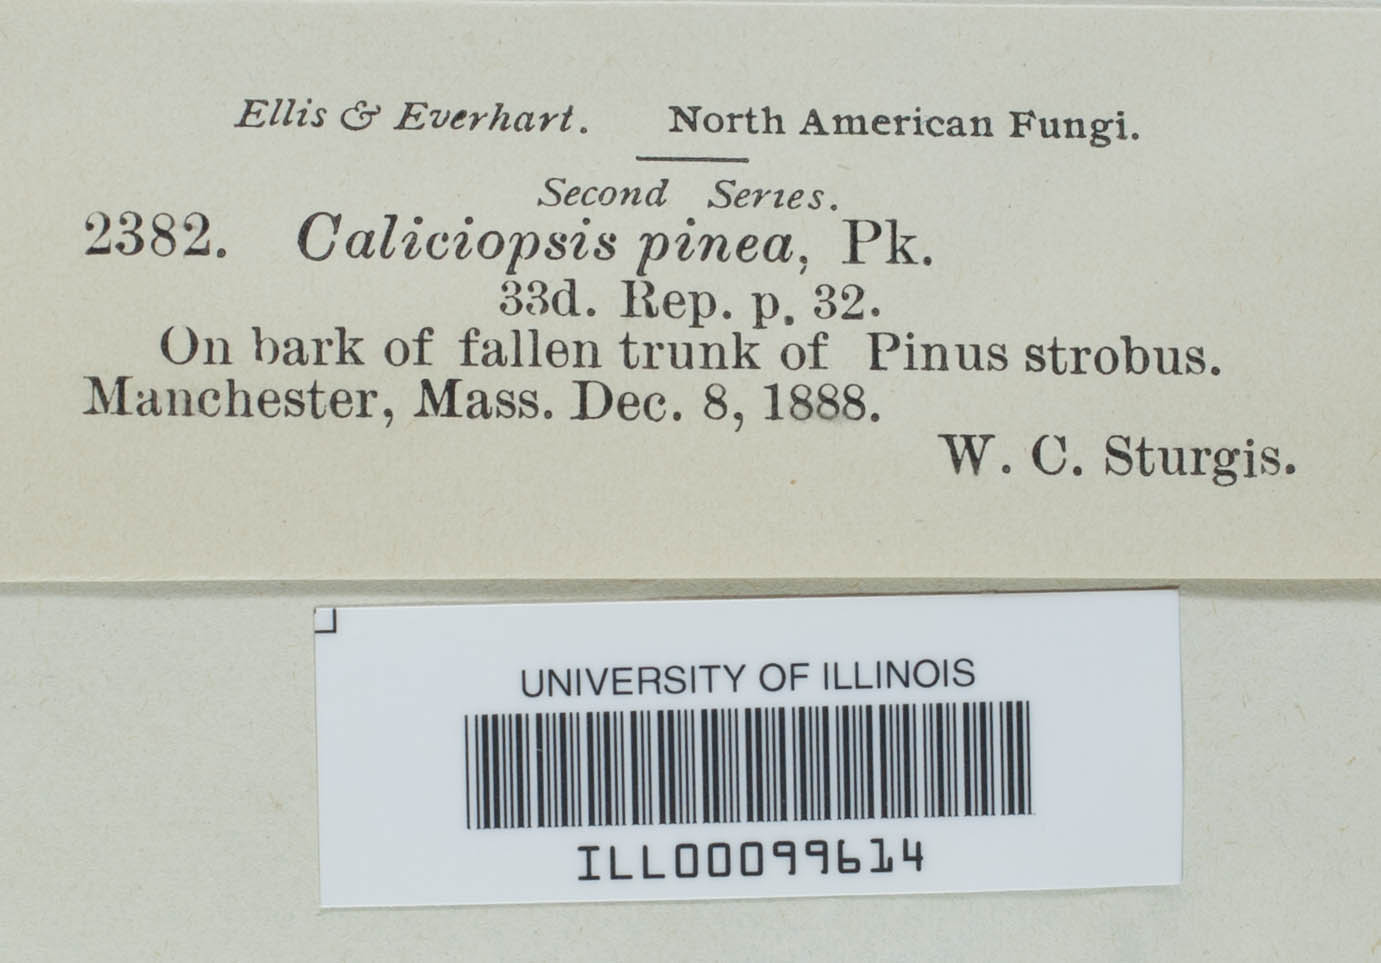 Ellis & Everhart. North American Fungi.
Second Series.
2382. Caliciopsis pinea, Pk.
33d. Rep. p. 32.
On bark of fallen trunk of Pinus strobus.
Manchester, Mass. Dec. 8, 1888.
W. C. Sturgis.
UNIVERSITY OF ILLINOIS
ILL00099614